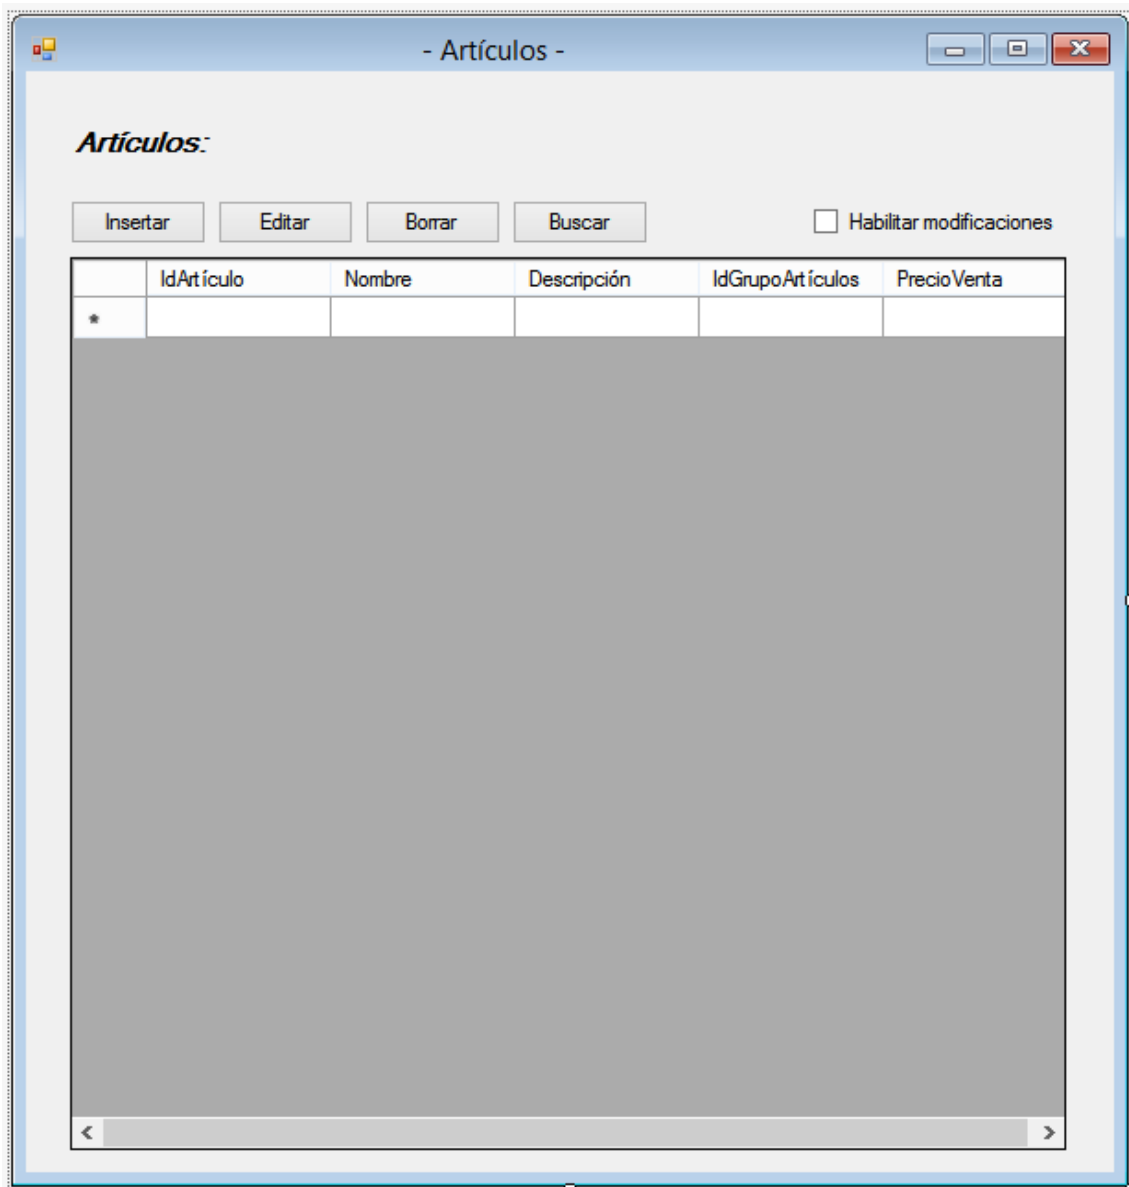 - Artículos -
Artículos:
Insertar Editar Borrar Buscar Habilitar modificaciones
IdArtículo Nombre Descripción IdGrupoArtículos PrecioVenta
*